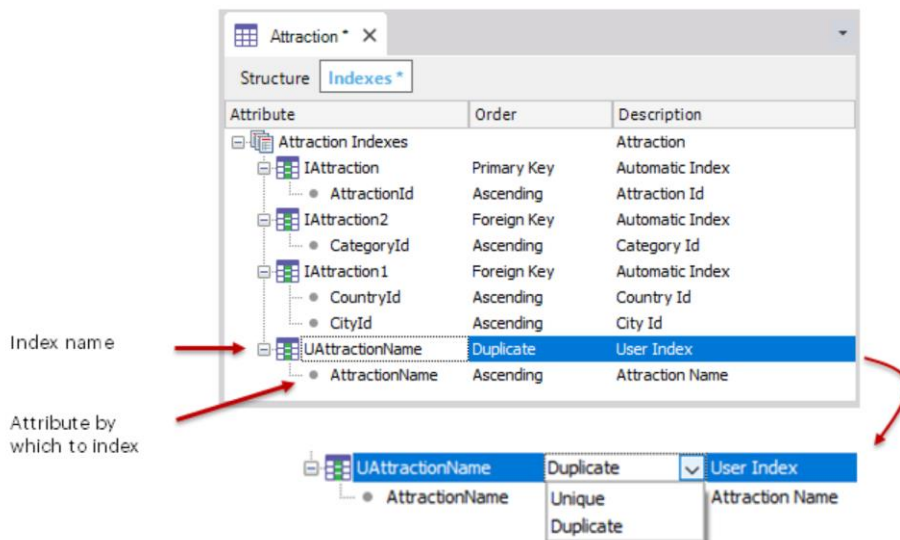 Attraction *
Structure Indexes *
Attribute Order Description
Attraction Indexes Attraction
IAttraction Primary Key Automatic Index
AttractionId Ascending Attraction Id
IAttraction2 Foreign Key Automatic Index
CategoryId Ascending Category Id
IAttraction1 Foreign Key Automatic Index
CountryId Ascending Country Id
CityId Ascending City Id
Index name
UAttractionName Duplicate User Index
AttractionName Ascending Attraction Name
Attribute by
which to index
UAttractionName Duplicate User Index
AttractionName Unique Attraction Name
Duplicate